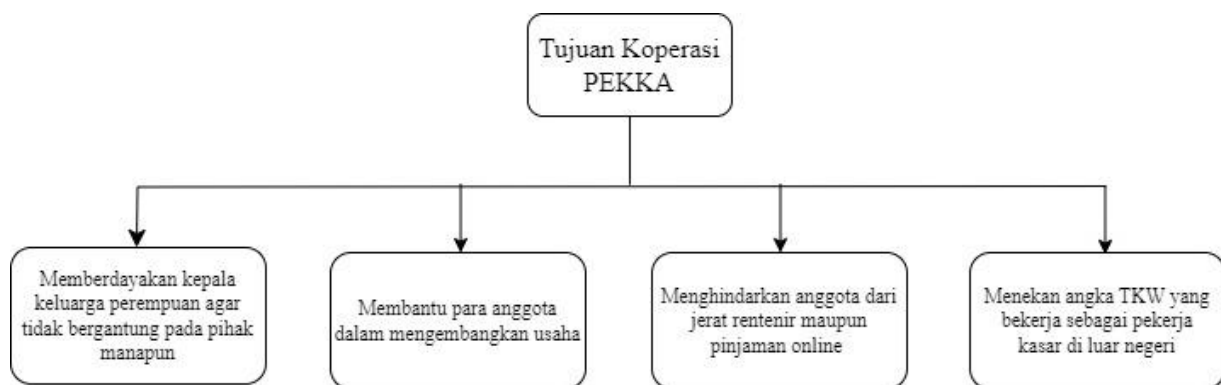 Tujuan Koperasi
PEKKA
Memberdayakan kepala
keluarga perempuan agar
tidak bergantung pada pihak
manapun
Membantu para anggota
dalam mengembangkan usaha
Menghindarkan anggota dari
jerat rentenir maupun
pinjaman online
Menekan angka TKW yang
bekerja sebagai pekerja
kasar di luar negeri